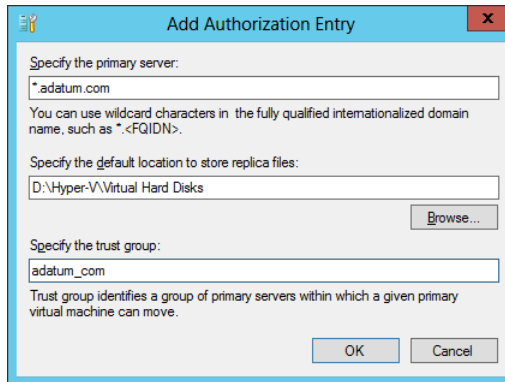 Add Authorization Entry
x
Specify the primary server:
*.adatum.com
You can use wildcard characters in the fully qualified internationalized domain
name, such as *.<FQIDN>.
Specify the default location to store replica files:
D:\Hyper-V\Virtual Hard Disks
Browse...
Specify the trust group:
adatum_com
Trust group identifies a group of primary servers within which a given primary
virtual machine can move.
OK Cancel